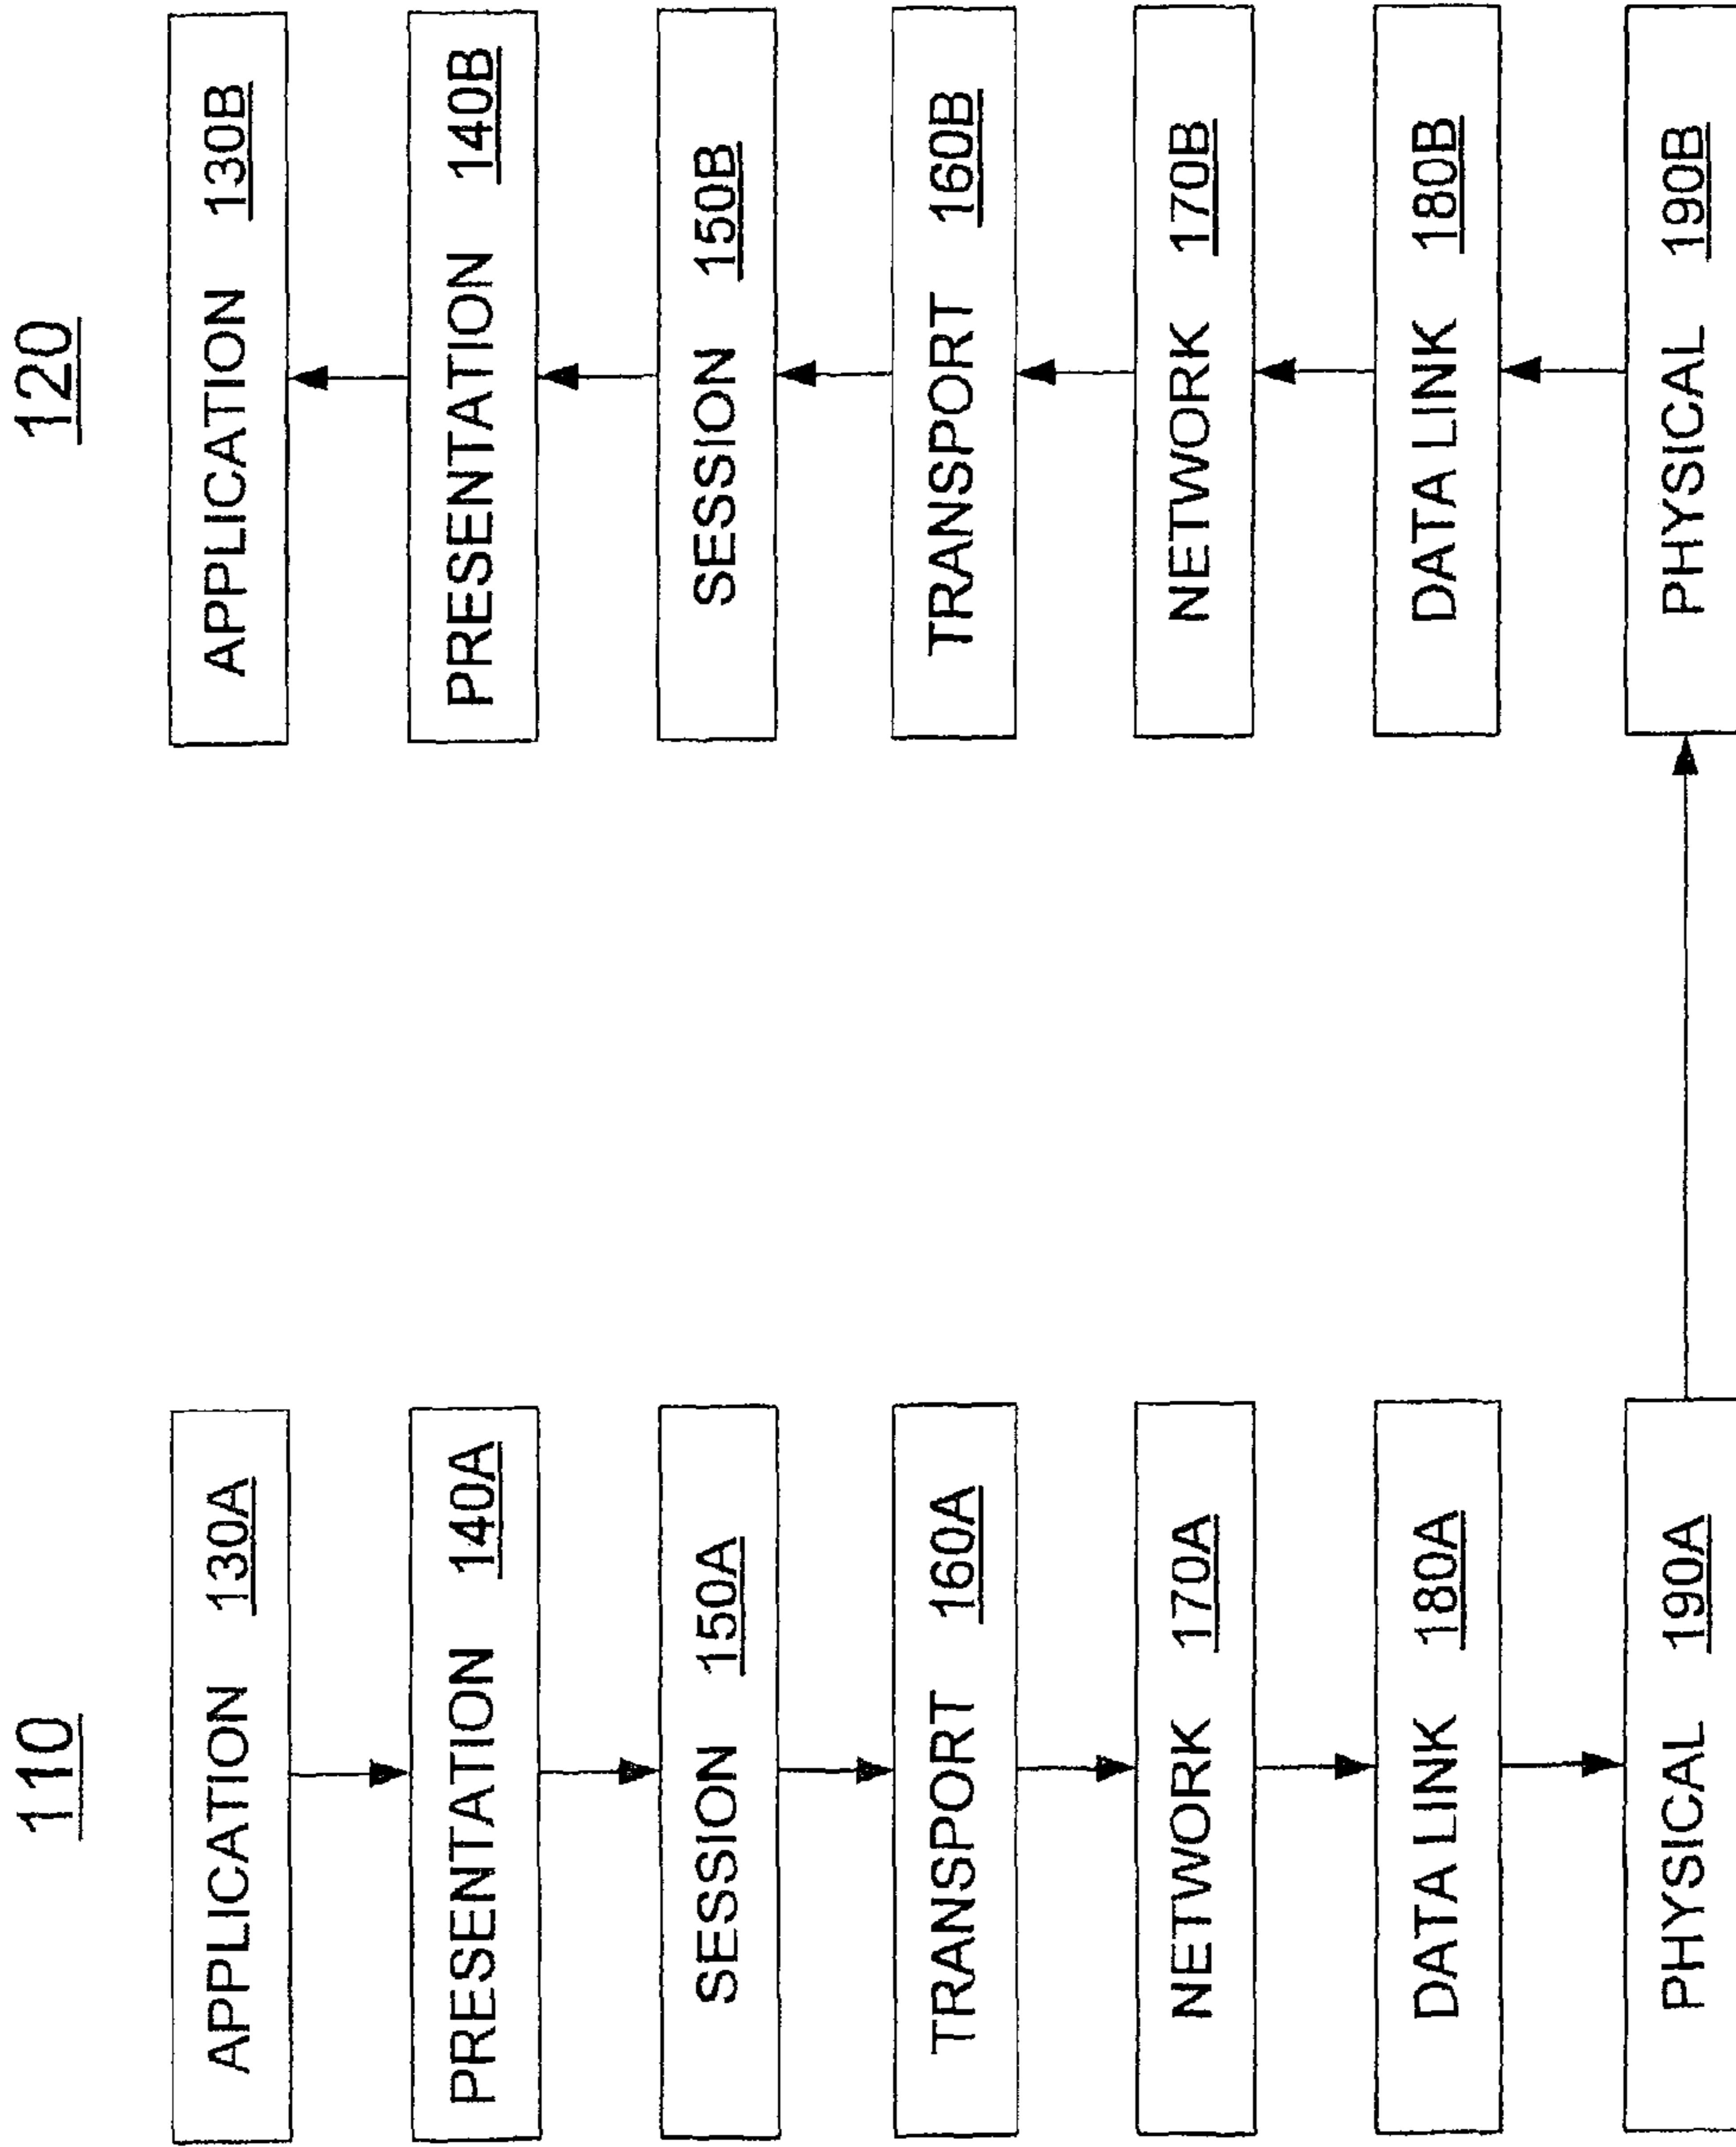 110
APPLICATION 130A
PRESENTATION 140A
SESSION 150A
TRANSPORT 160A
NETWORK 170A
DATA LINK 180A
PHYSICAL 190A
120
APPLICATION 130B
PRESENTATION 140B
SESSION 150B
TRANSPORT 160B
NETWORK 170B
DATA LINK 180B
PHYSICAL 190B